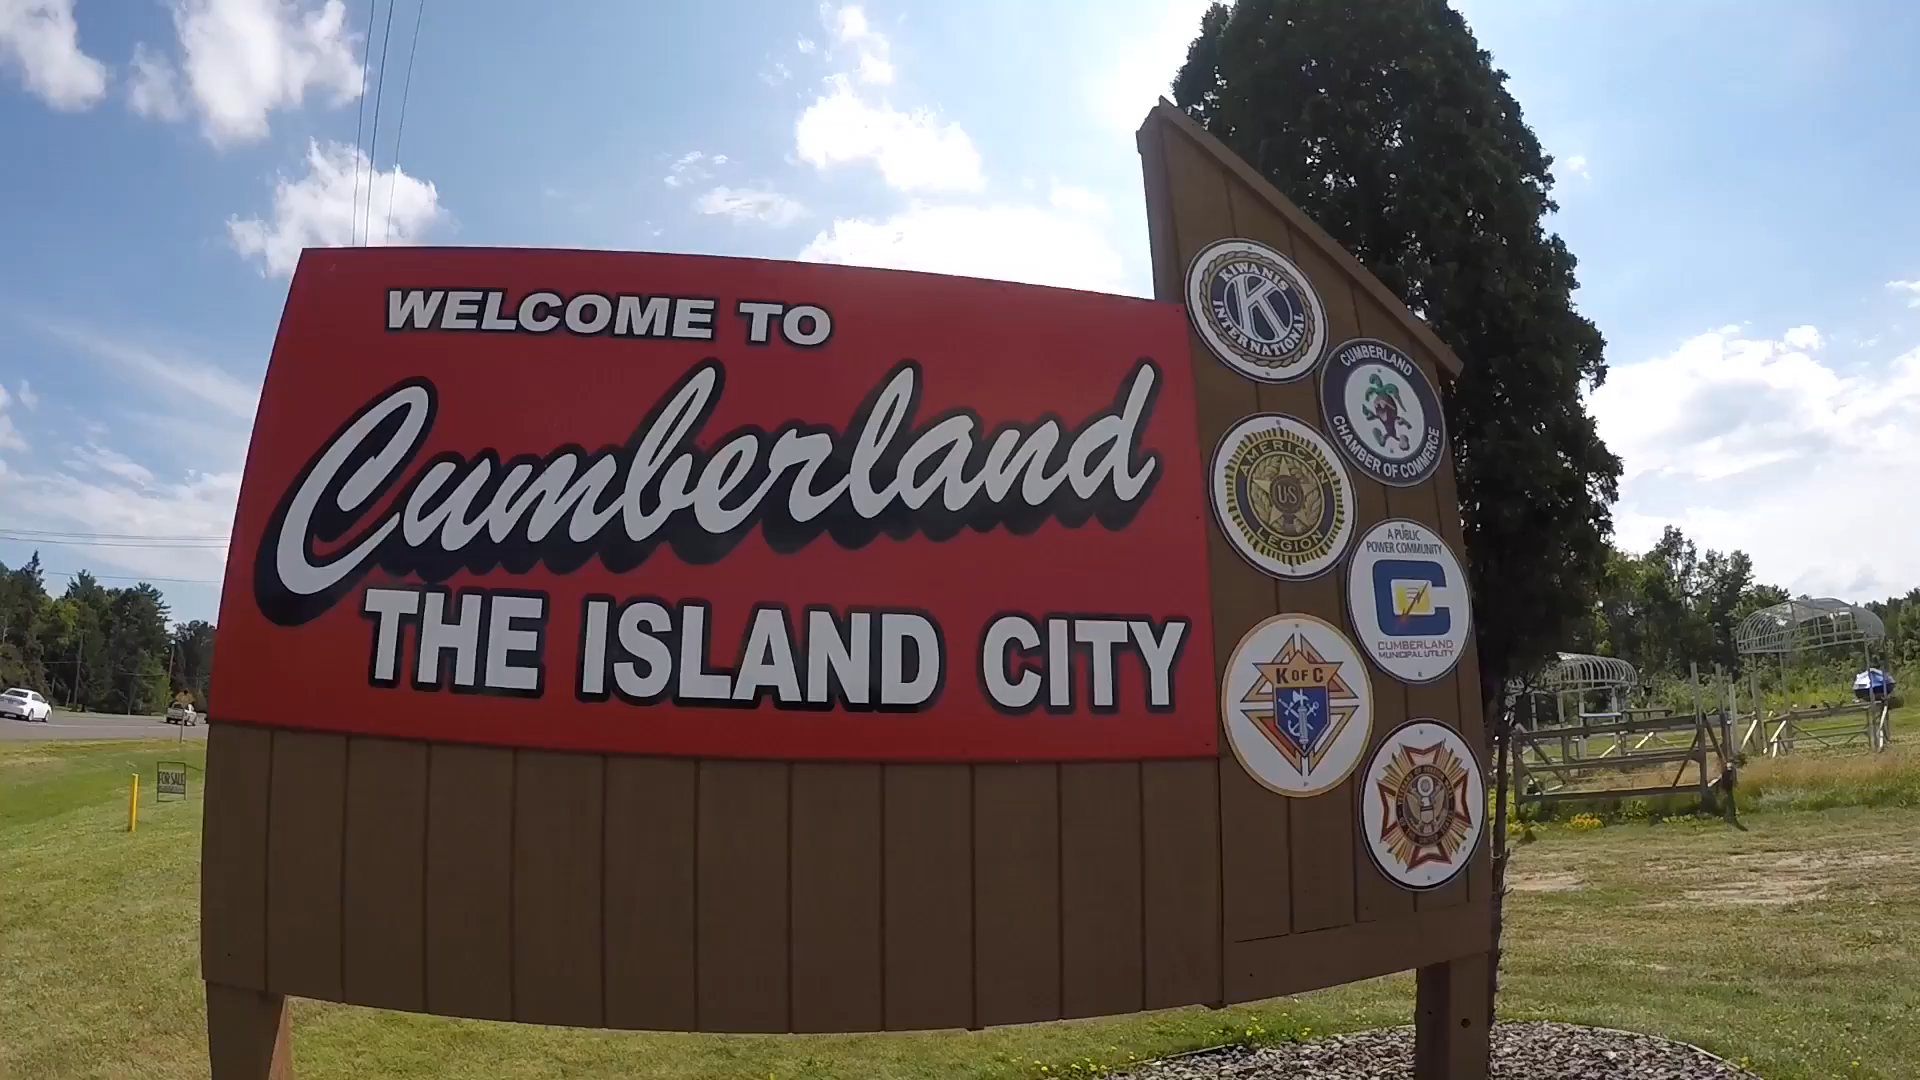 WELCOME TO
Cumberland
THE ISLAND CITY
KIWANIS
K
INTERNATIONAL
CUMBERLAND
CHAMBER OF COMMERCE
AMERICAN
US
LEGION
A PUBLIC
POWER COMMUNITY
C
CUMBERLAND
MUNICIPAL UTILITY
K OF C
FOR SALE